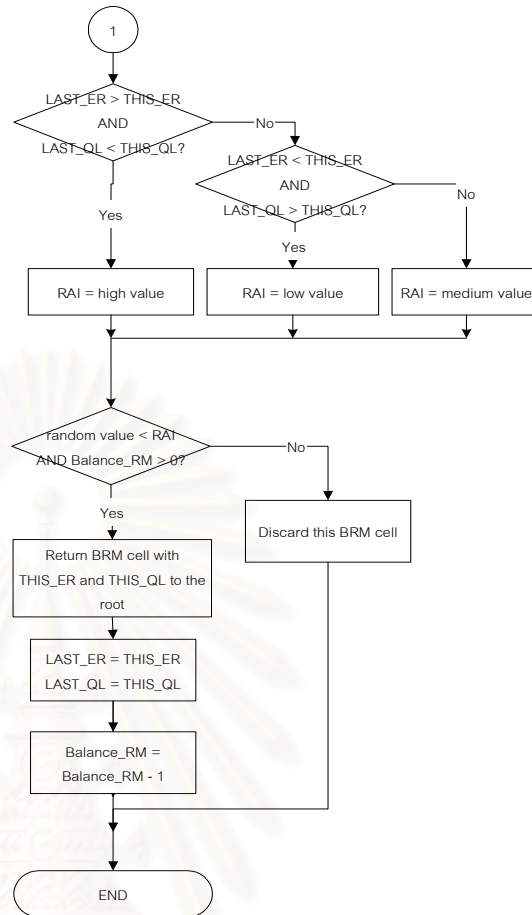 1
LAST_ER > THIS_ER
AND
LAST_QL < THIS_QL?
No
LAST_ER < THIS_ER
AND
LAST_QL > THIS_QL?
No
Yes
Yes
RAI = high value
RAI = low value
RAI = medium value
random value < RAI
AND Balance_RM > 0?
No
Yes
Discard this BRM cell
Return BRM cell with
THIS_ER and THIS_QL to the
root
LAST_ER = THIS_ER
LAST_QL = THIS_QL
Balance_RM =
Balance_RM - 1
END